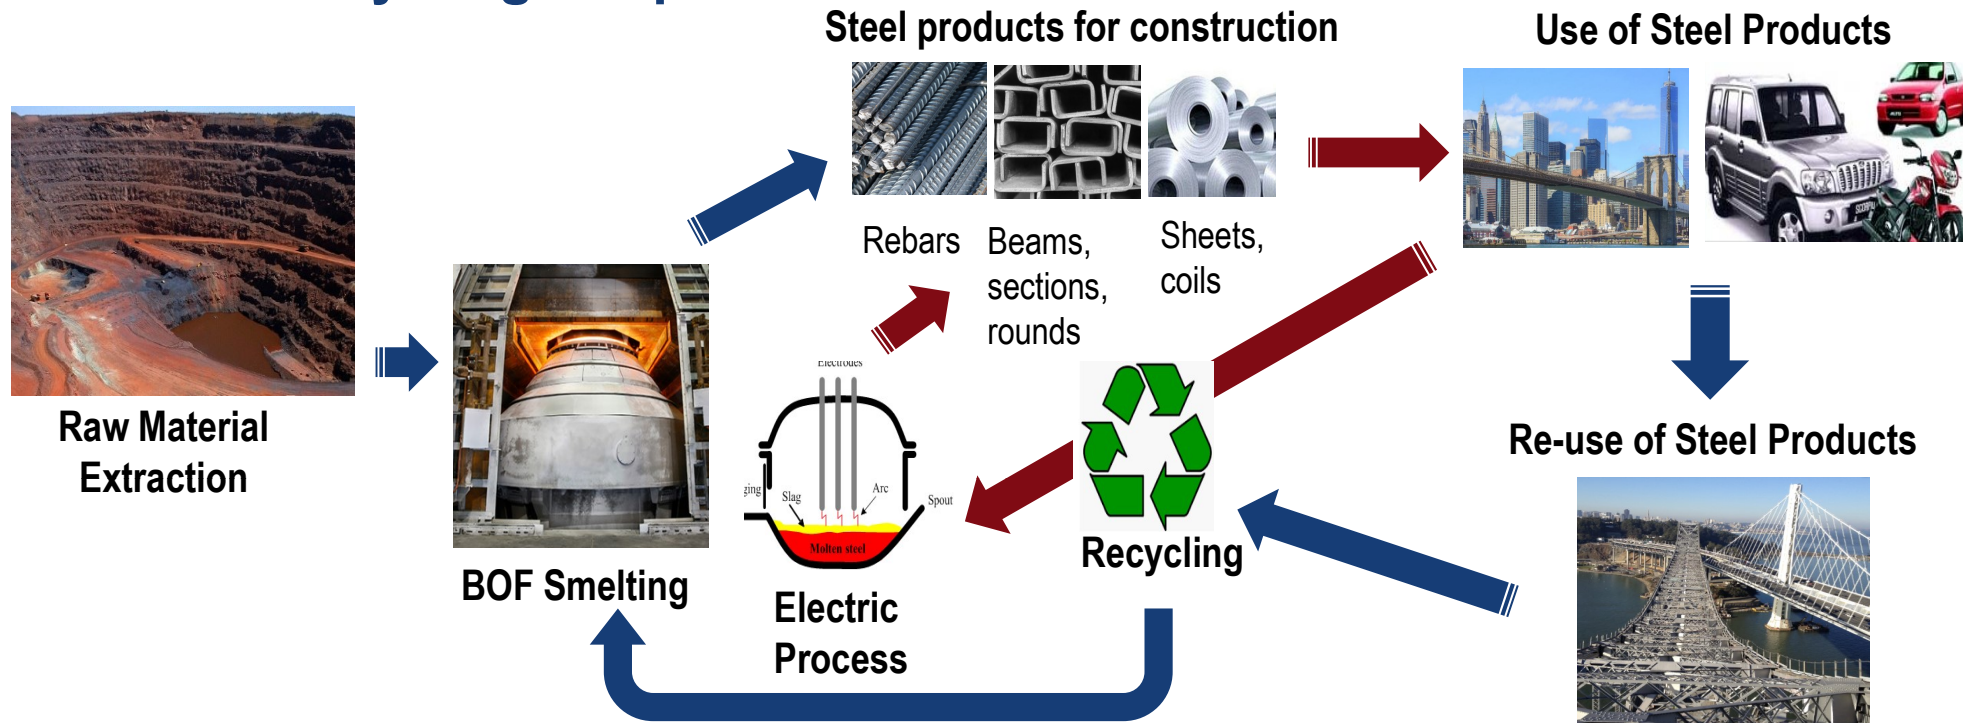 Steel products for construction
Use of Steel Products
Rebars
Beams,
sections,
rounds
Sheets,
coils
Raw Material
Extraction
BOF Smelting
Electrodes
Slag
Arc
Spout
Molten steel
Electric
Process
Recycling
Re-use of Steel Products